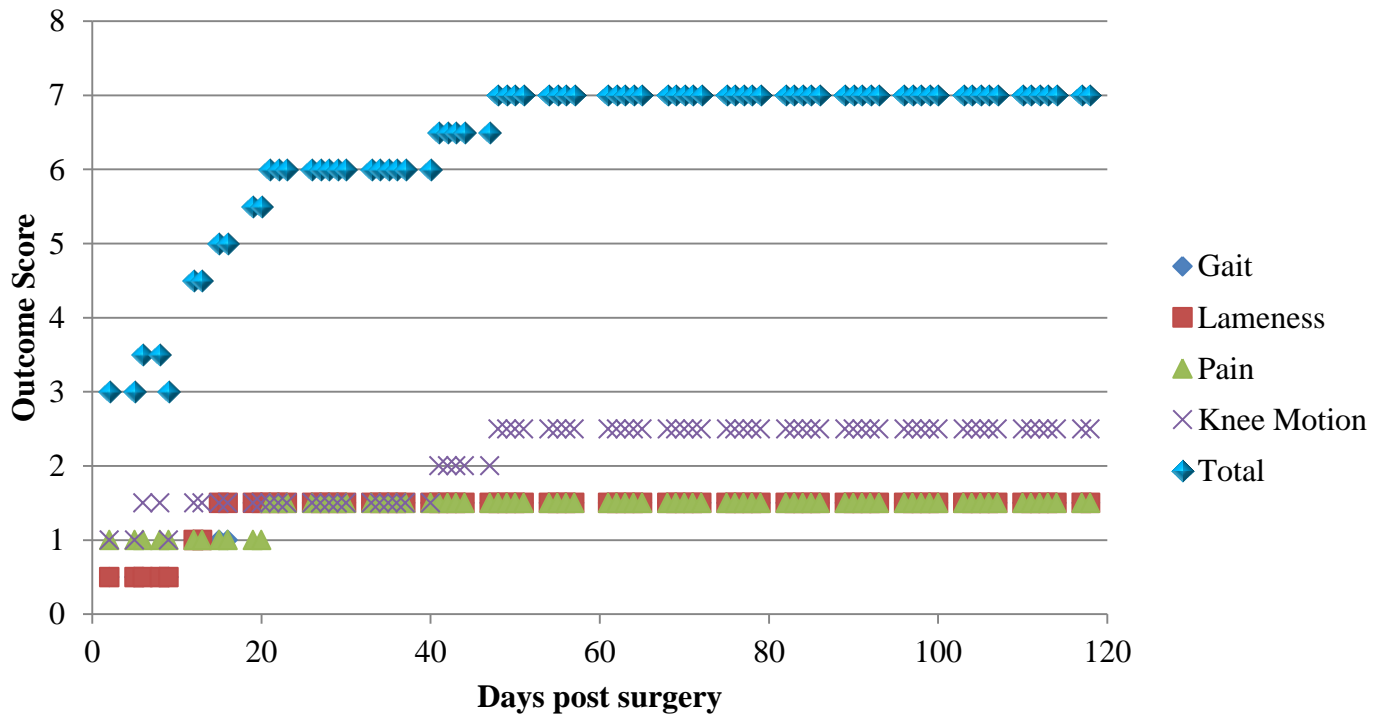 8
7
6
5
4
3
2
1
0
Outcome Score
0 20 40 60 80 100 120
Days post surgery
Gait
Lameness
Pain
Knee Motion
Total